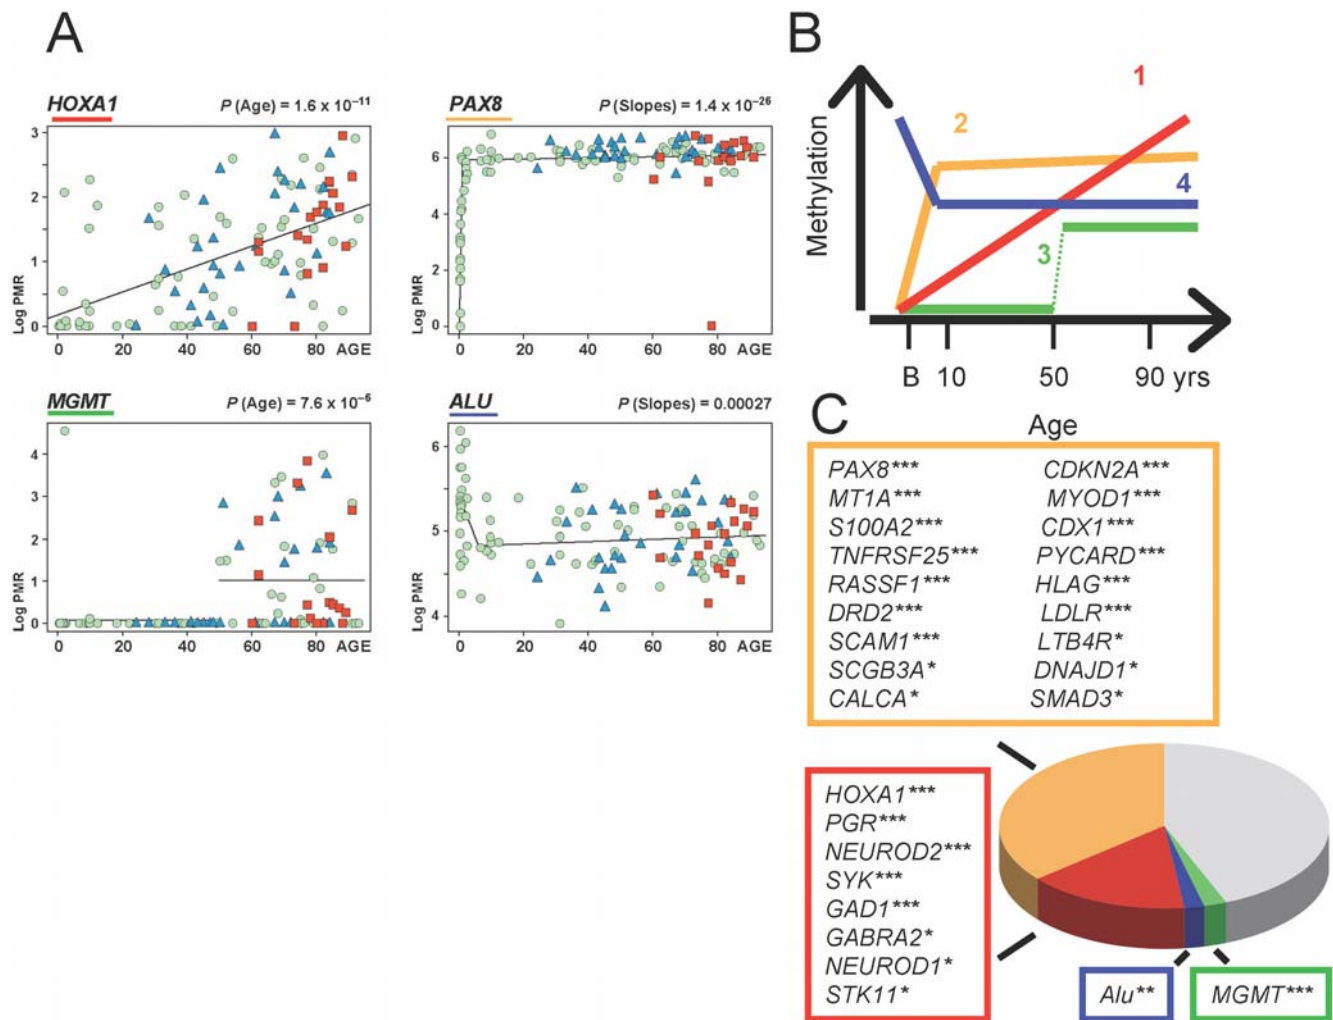 A
HOXA1 P (Age) = 1.6 x 10⁻¹¹
3
2
1
0
Log PMR
0 20 40 60 80 AGE
PAX8 P (Slopes) = 1.4 x 10⁻²⁶
6
4
2
0
Log PMR
0 20 40 60 80 AGE
MGMT P (Age) = 7.6 x 10⁻⁶
4
3
2
1
0
Log PMR
0 20 40 60 80 AGE
ALU P (Slopes) = 0.00027
6
5
4
Log PMR
0 20 40 60 80 AGE
B
Methylation
1
2
4
3
B 10 50 90 yrs
Age
C
PAX8*** CDKN2A***
MT1A*** MYOD1***
S100A2*** CDX1***
TNFRSF25*** PYCARD***
RASSF1*** HLAG***
DRD2*** LDLR***
SCAM1*** LTB4R*
SCGB3A* DNAJD1*
CALCA* SMAD3*
HOXA1***
PGR***
NEUROD2***
SYK***
GAD1***
GABRA2*
NEUROD1*
STK11*
Alu**
MGMT***